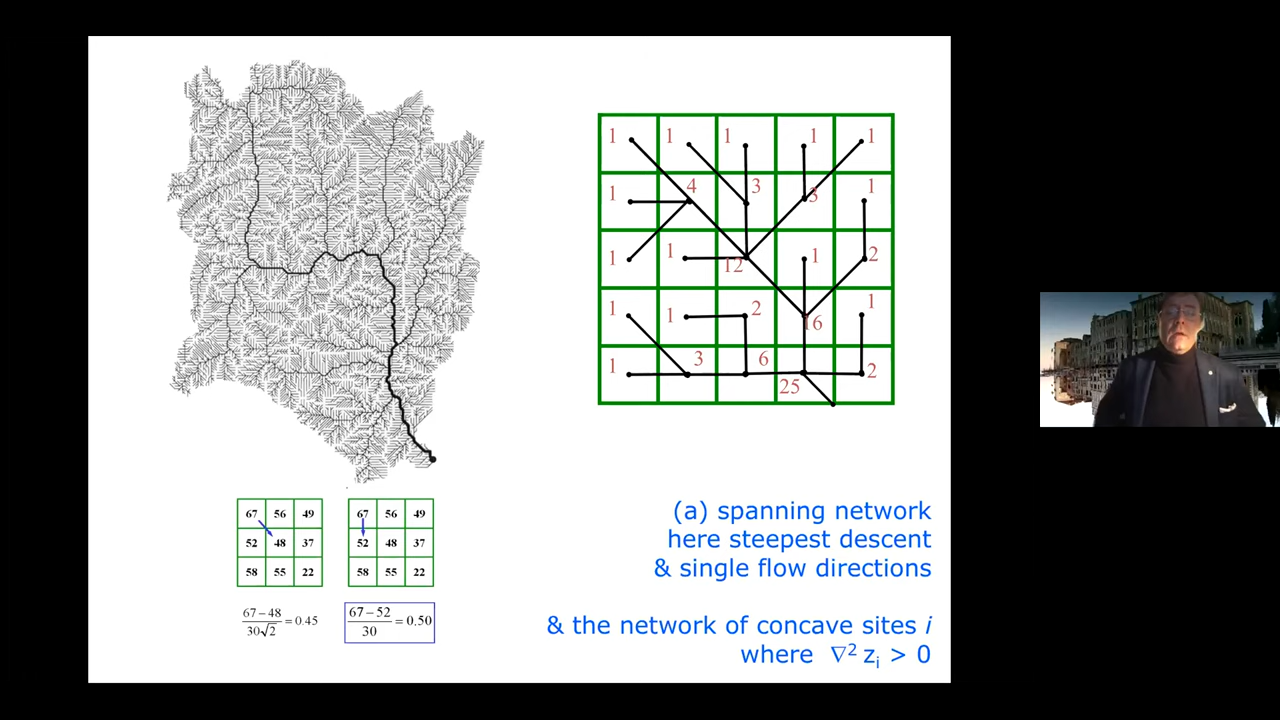 1 1 1 1 1
1 4 3 3 1
1 1 12 1 2
1 1 2 16 1
1 3 6 25 2
67 56 49
52 48 37
58 55 22
67 56 49
52 48 37
58 55 22
67 – 48 / 30√2 = 0.45
67 – 52 / 30 = 0.50
(a) spanning network
here steepest descent
& single flow directions
& the network of concave sites i
where ∇² zᵢ > 0